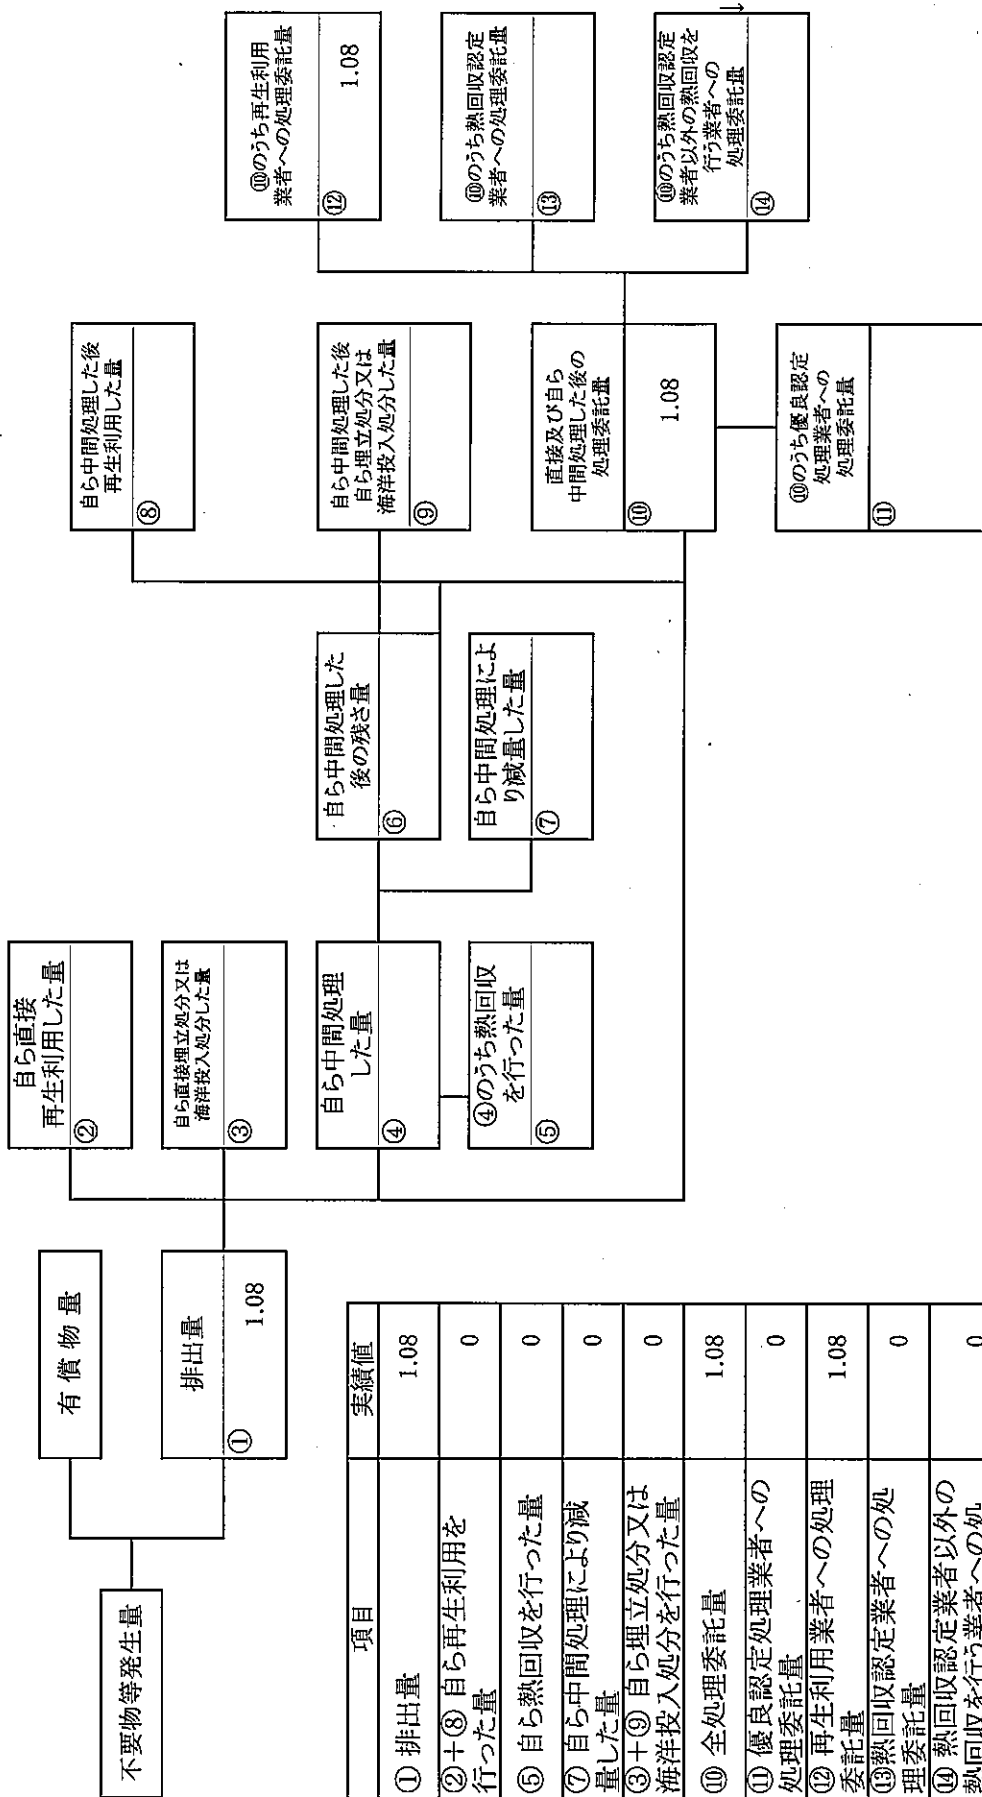 不要物等発生量
有 償 物 量
排出量
①
1.08
自ら直接
再生利用した量
②
自ら直接埋立処分又は
海洋投入処分した量
③
自ら中間処理
した量
④
④のうち熱回収
を行った量
⑤
自ら中間処理した
後の残さ量
⑥
自ら中間処理によ
り減量した量
⑦
自ら中間処理した後
再生利用した量
⑧
自ら中間処理した後
自ら埋立処分又は
海洋投入処分した量
⑨
直接及び自ら
中間処理した後の
処理委託量
⑩
1.08
⑩のうち優良認定
処理業者への
処理委託量
⑪
⑩のうち再生利用
業者への処理委託量
⑫
1.08
⑩のうち熱回収認定
業者への処理委託量
⑬
⑩のうち熱回収認定
業者以外の熱回収を
行う業者への
処理委託量
⑭
項目 実績値
① 排出量 1.08
②+⑧ 自ら再生利用を
行った量 0
⑤ 自ら熱回収を行った量 0
⑦ 自ら中間処理により減
量した量 0
③+⑨ 自ら埋立処分又は
海洋投入処分を行った量 0
⑩ 全処理委託量 1.08
⑪ 優良認定処理業者への
処理委託量 0
⑫ 再生利用業者への処理
委託量 1.08
⑬熱回収認定業者への処
理委託量 0
⑭ 熱回収認定業者以外の
熱回収を行う業者への処 0